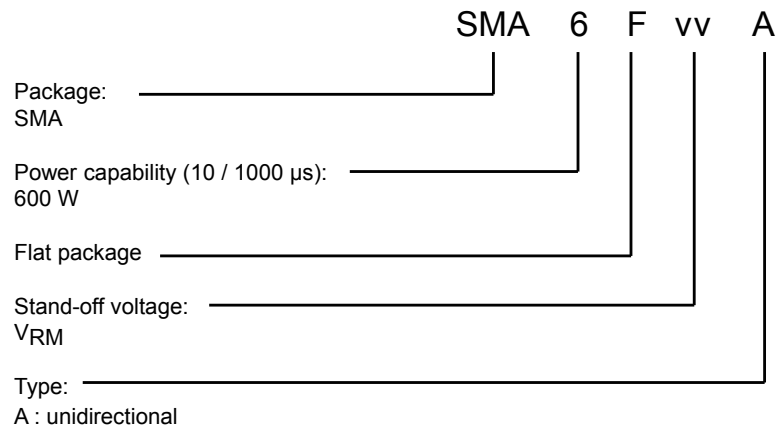 SMA 6 F vv A
Package:
SMA
Power capability (10 / 1000 µs):
600 W
Flat package
Stand-off voltage:
VRM
Type:
A : unidirectional